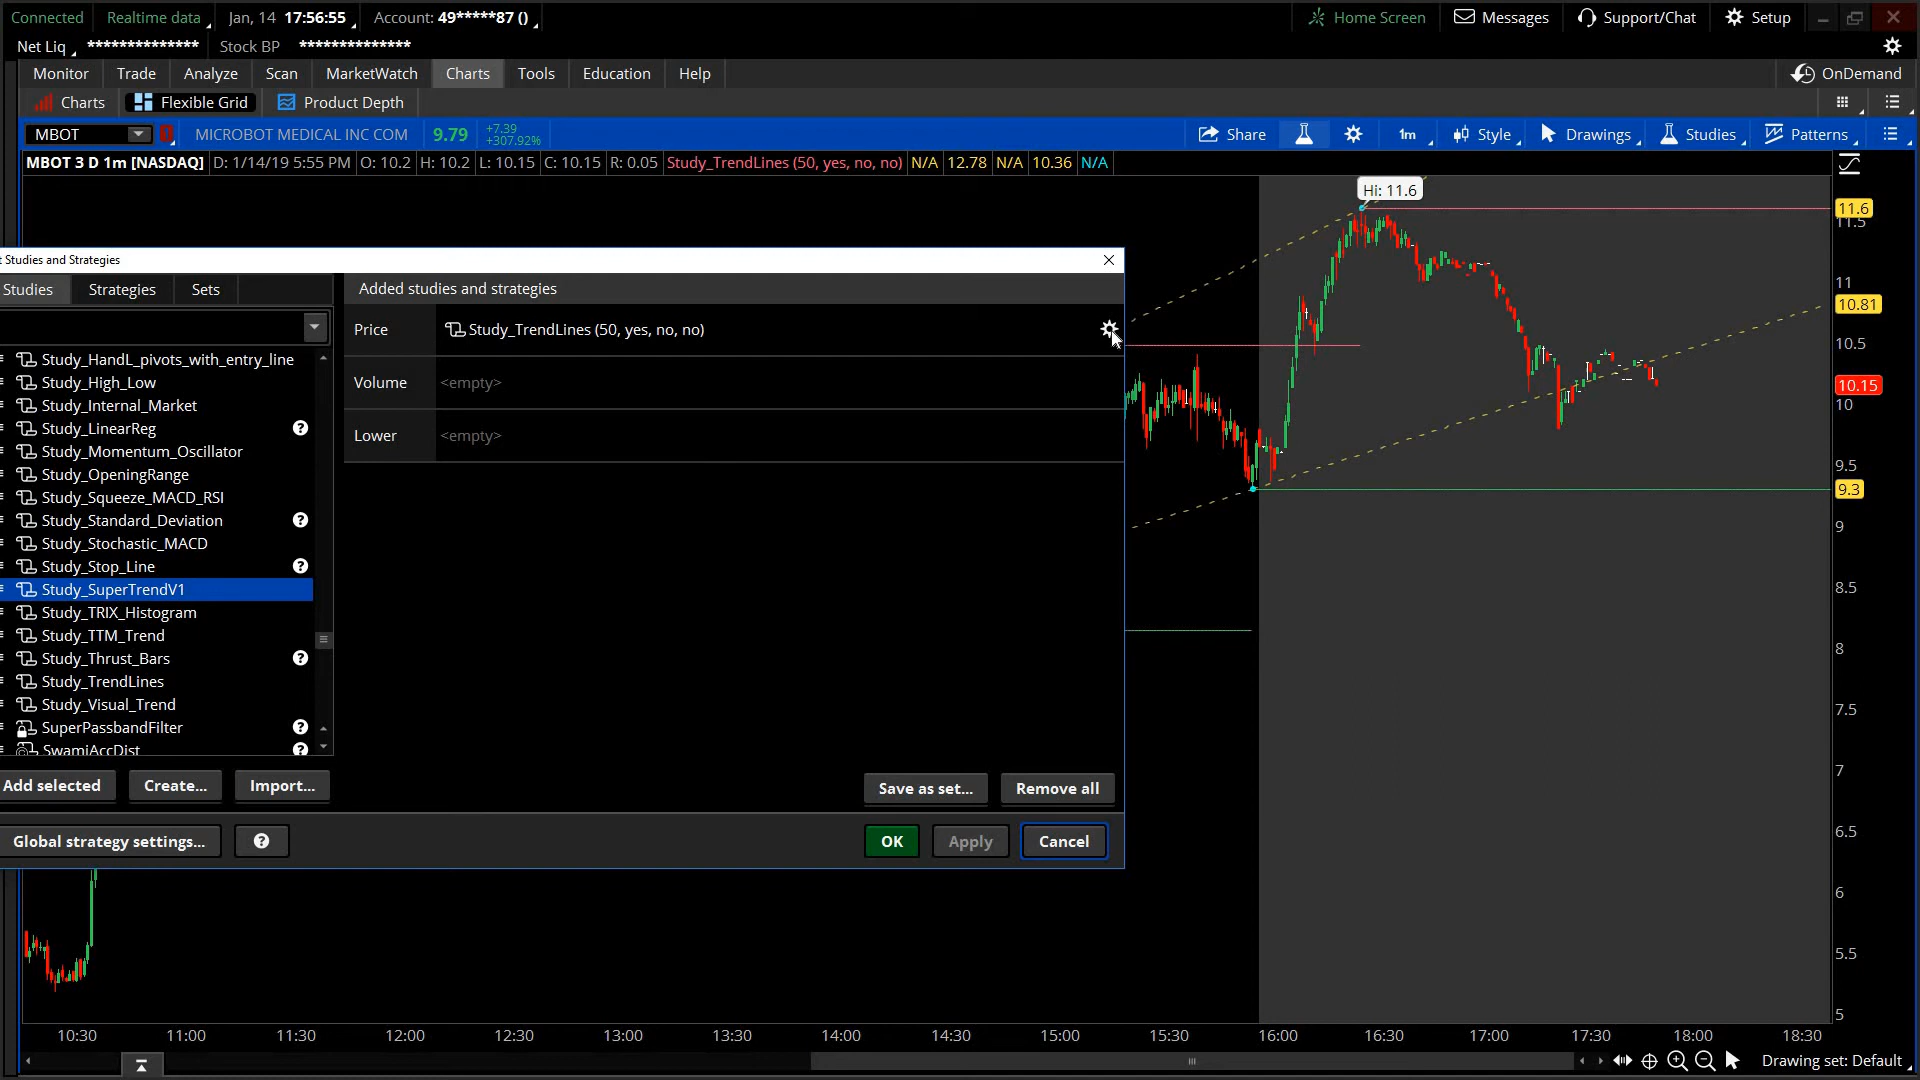 Connected Realtime data Jan, 14 17:56:55 Account: 49*****87 () Home Screen Messages Support/Chat Setup
Net Liq ************** Stock BP **************
Monitor Trade Analyze Scan MarketWatch Charts Tools Education Help OnDemand
Charts Flexible Grid Product Depth
MBOT MICROBOT MEDICAL INC COM 9.79 +7.39 +307.92% Share 1m Style Drawings Studies Patterns
MBOT 3 D 1m [NASDAQ] D: 1/14/19 5:55 PM O: 10.2 H: 10.2 L: 10.15 C: 10.15 R: 0.05 Study_TrendLines (50, yes, no, no) N/A 12.78 N/A 10.36 N/A
Hi: 11.6
t Studies and Strategies
Studies Strategies Sets
Added studies and strategies
Price Study_TrendLines (50, yes, no, no)
Volume <empty>
Lower <empty>
Study_HandL_pivots_with_entry_line
Study_High_Low
Study_Internal_Market
Study_LinearReg ?
Study_Momentum_Oscillator
Study_OpeningRange
Study_Squeeze_MACD_RSI
Study_Standard_Deviation ?
Study_Stochastic_MACD
Study_Stop_Line ?
Study_SuperTrendV1
Study_TRIX_Histogram
Study_TTM_Trend
Study_Thrust_Bars ?
Study_TrendLines
Study_Visual_Trend
SuperPassbandFilter ?
SwamiAccDist ?
Add selected Create... Import...
Save as set... Remove all
Global strategy settings... ?
OK Apply Cancel
11.6
11.5
11
10.81
10.5
10.15
10
9.5
9.3
9
8.5
8
7.5
7
6.5
6
5.5
5
10:30 11:00 11:30 12:00 12:30 13:00 13:30 14:00 14:30 15:00 15:30 16:00 16:30 17:00 17:30 18:00 18:30
Drawing set: Default